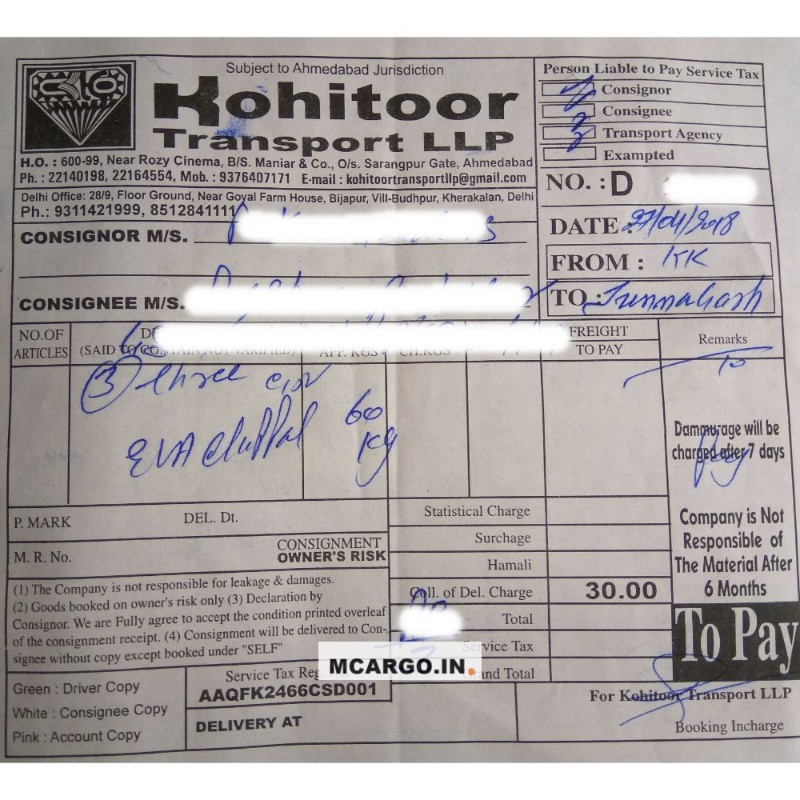 Subject to Ahmedabad Jurisdiction
Kohitoor
Transport LLP
H.O. : 600-99, Near Rozy Cinema, B/S. Maniar & Co., O/s. Sarangpur Gate, Ahmedabad
Ph. : 22140198, 22164554, Mob. : 9376407171 E-mail : kohitoortransportllp@gmail.com
Delhi Office: 28/9, Floor Ground, Near Goyal Farm House, Bijapur, Vill-Budhpur, Kherakalan, Delhi
Ph.: 9311421999, 8512841111
Person Liable to Pay Service Tax
Consignor
Consignee
Transport Agency
Exampted
NO. : D
DATE : 27/04/2018
FROM : KK
TO :
CONSIGNOR M/S.
CONSIGNEE M/S.
NO.OF ARTICLES
(SAID TO
FREIGHT
TO PAY
Remarks
(3) three
EVA chappal
60
Kg
Dammurage will be
charged after 7 days
Company is Not
Responsible of
The Material After
6 Months
P. MARK DEL. Dt.
M. R. No.
CONSIGNMENT
OWNER'S RISK
Statistical Charge
Surchage
Hamali
Coll. of Del. Charge 30.00
Total
Service Tax
Total
(1) The Company is not responsible for leakage & damages.
(2) Goods booked on owner's risk only (3) Declaration by
Consignor. We are Fully agree to accept the condition printed overleaf
of the consignment receipt. (4) Consignment will be delivered to Con-
signee without copy except booked under "SELF"
MCARGO.IN.
To Pay
Green : Driver Copy
White : Consignee Copy
Pink : Account Copy
Service Tax Reg
AAQFK2466CSD001
DELIVERY AT
For Kohitoor Transport LLP
Booking Incharge